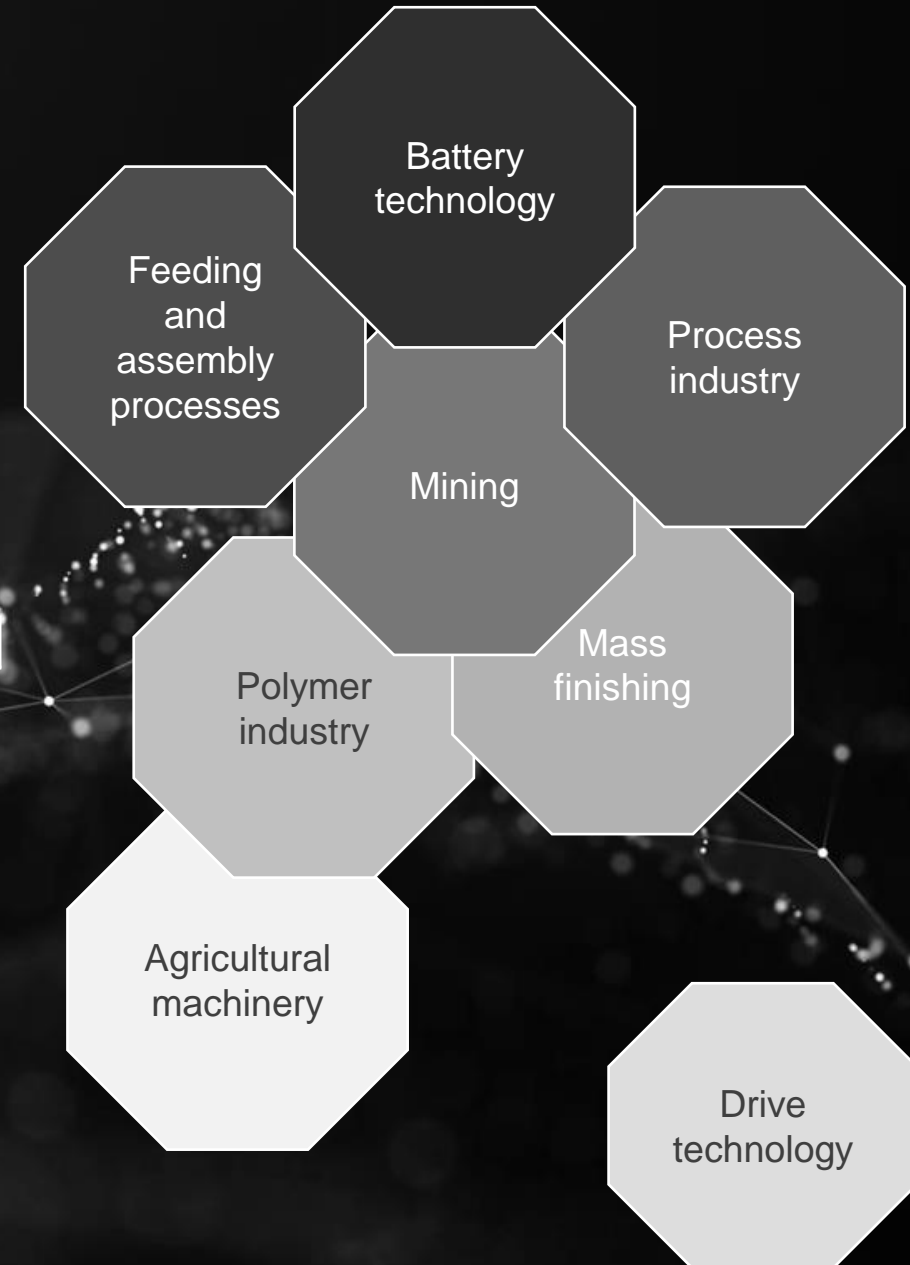 Battery
technology
Feeding
and
assembly
processes
Process
industry
Mining
Mass
finishing
Polymer
industry
Agricultural
machinery
Drive
technology